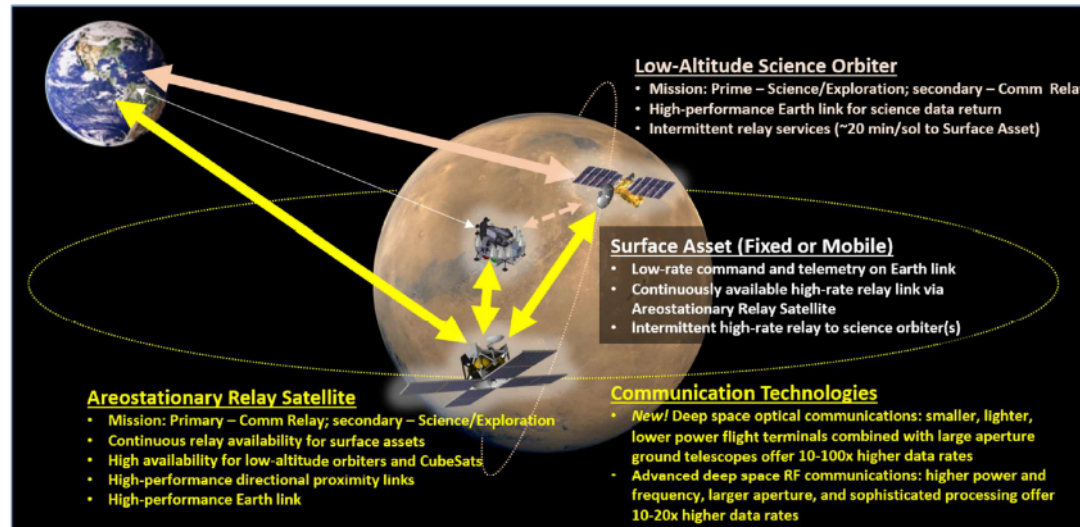 Low-Altitude Science Orbiter
• Mission: Prime – Science/Exploration; secondary – Comm Relay
• High-performance Earth link for science data return
• Intermittent relay services (~20 min/sol to Surface Asset)
Surface Asset (Fixed or Mobile)
• Low-rate command and telemetry on Earth link
• Continuously available high-rate relay link via
Areostationary Relay Satellite
• Intermittent high-rate relay to science orbiter(s)
Areostationary Relay Satellite
• Mission: Primary – Comm Relay; secondary – Science/Exploration
• Continuous relay availability for surface assets
• High availability for low-altitude orbiters and CubeSats
• High-performance directional proximity links
• High-performance Earth link
Communication Technologies
• New! Deep space optical communications: smaller, lighter,
lower power flight terminals combined with large aperture
ground telescopes offer 10-100x higher data rates
• Advanced deep space RF communications: higher power and
frequency, larger aperture, and sophisticated processing offer
10-20x higher data rates